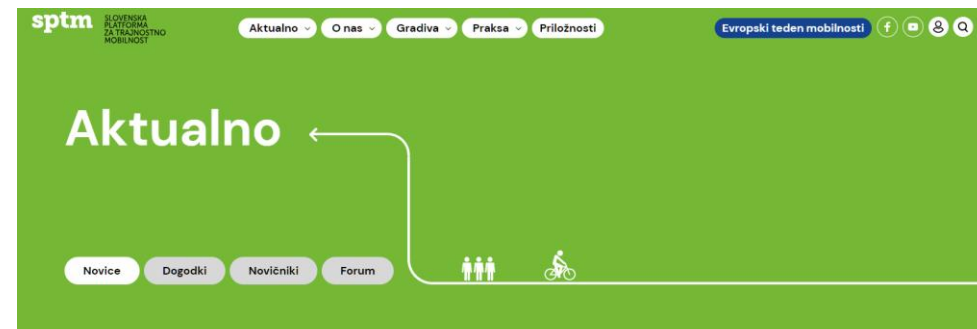 sptm
SLOVENSKA
PLATFORMA
ZA TRAJNOSTNO
MOBILNOST
Aktualno
O nas
Gradiva
Praksa
Priložnosti
Evropski teden mobilnosti
f
Aktualno
Novice
Dogodki
Novičniki
Forum